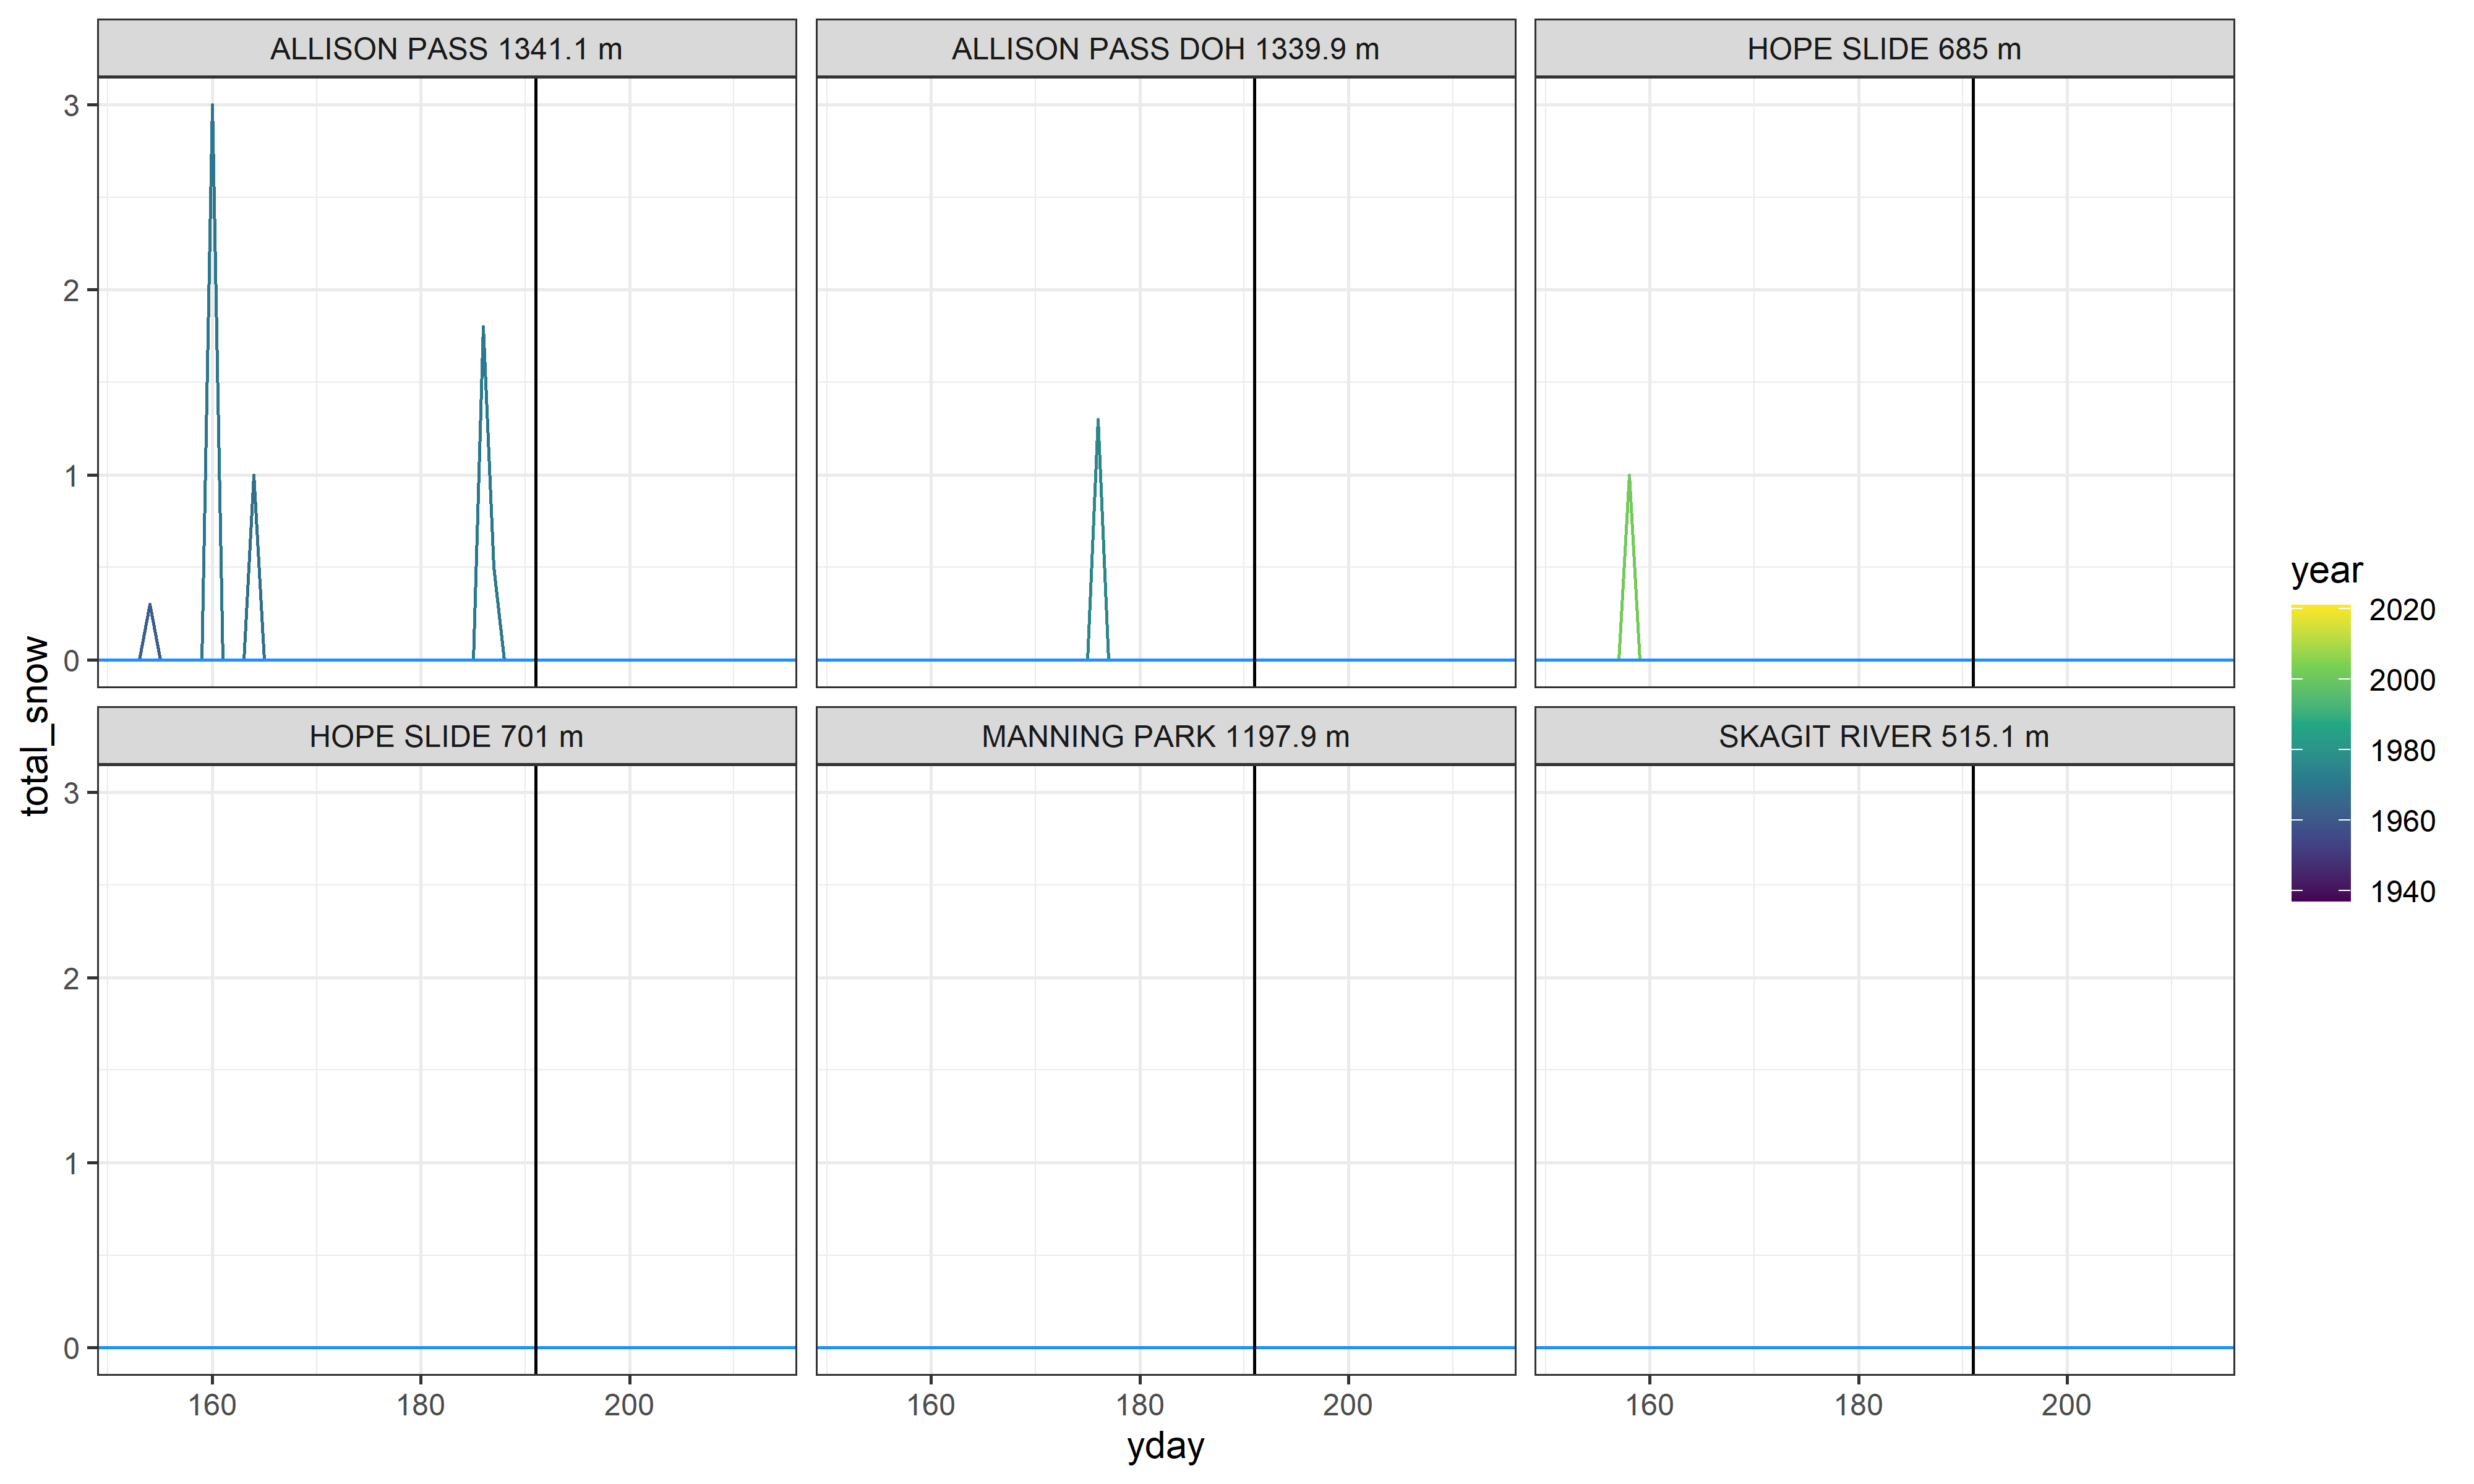 ALLISON PASS 1341.1 m
ALLISON PASS DOH 1339.9 m
HOPE SLIDE 685 m
3
2
1
0
HOPE SLIDE 701 m
MANNING PARK 1197.9 m
SKAGIT RIVER 515.1 m
3
2
1
0
160 180 200
160 180 200
160 180 200
yday
total_snow
year
2020
2000
1980
1960
1940